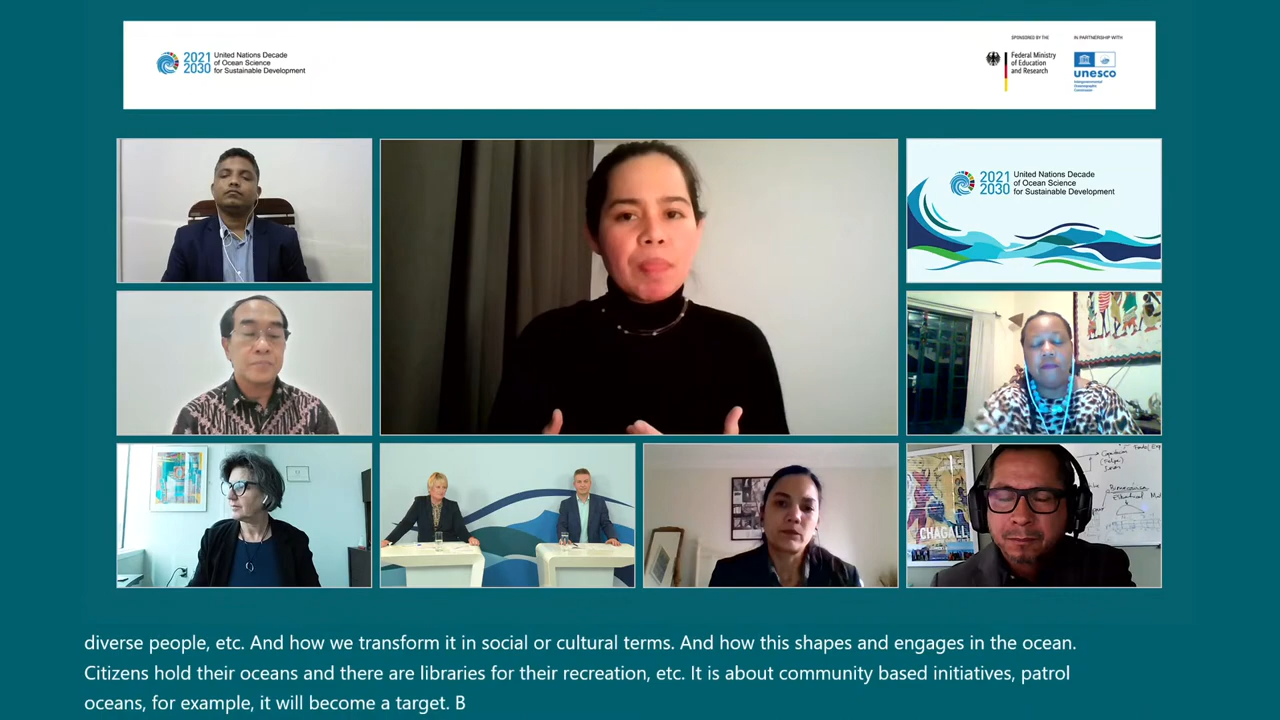 2021
2030
United Nations Decade
of Ocean Science
for Sustainable Development
SPONSORED BY THE
Federal Ministry
of Education
and Research
IN PARTNERSHIP WITH
unesco
Intergovernmental
Oceanographic
Commission
2021
2030
United Nations Decade
of Ocean Science
for Sustainable Development
CHAGALL
diverse people, etc. And how we transform it in social or cultural terms. And how this shapes and engages in the ocean.
Citizens hold their oceans and there are libraries for their recreation, etc. It is about community based initiatives, patrol
oceans, for example, it will become a target. B